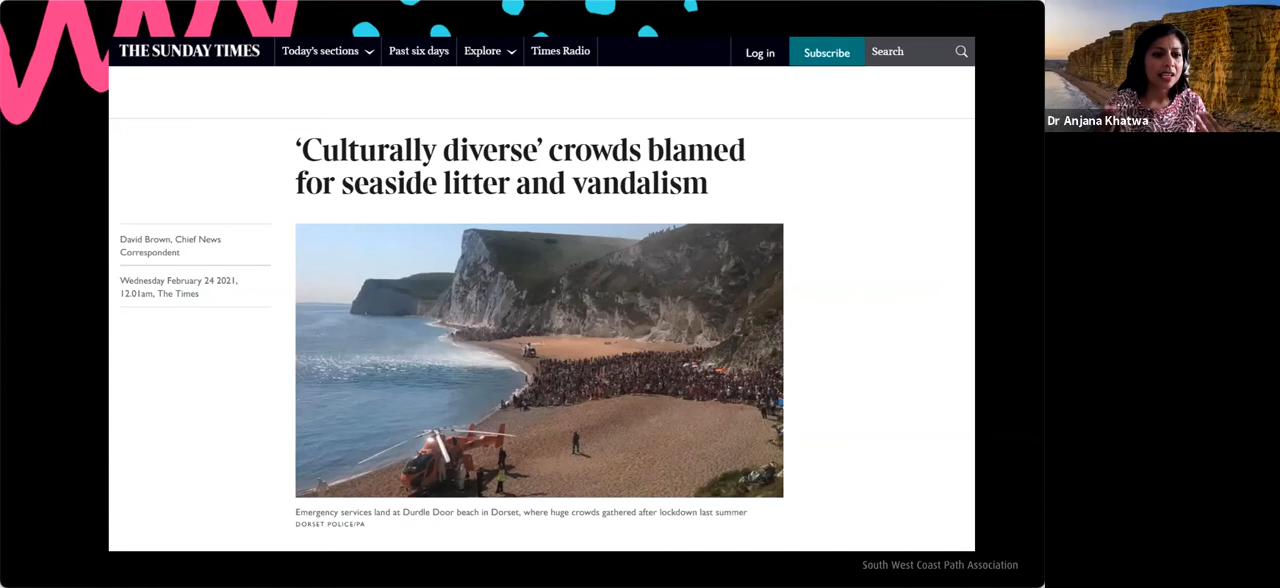 THE SUNDAY TIMES
Today's sections
Past six days
Explore
Times Radio
Log in
Subscribe
Search
Dr Anjana Khatwa
‘Culturally diverse’ crowds blamed
for seaside litter and vandalism
David Brown, Chief News
Correspondent
Wednesday February 24 2021,
12.01am, The Times
Emergency services land at Durdle Door beach in Dorset, where huge crowds gathered after lockdown last summer
DORSET POLICE/PA
South West Coast Path Association